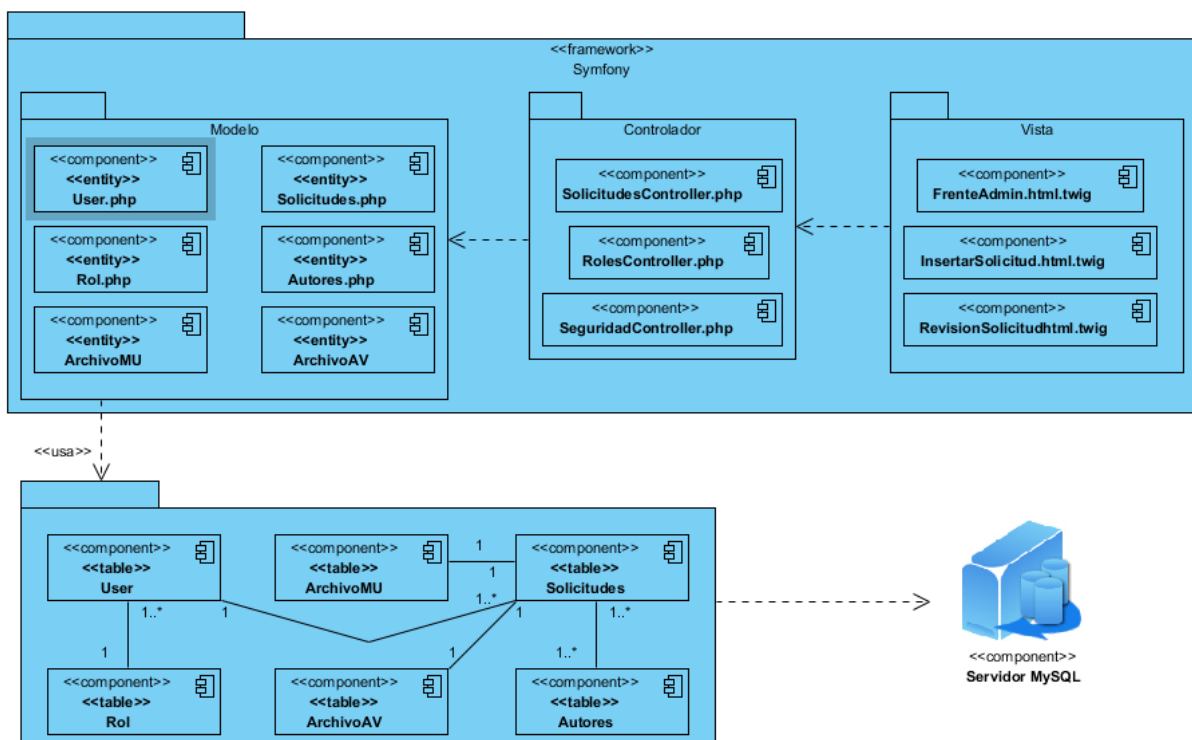 <<framework>>
Symfony
Modelo
<<component>>
<<entity>>
User.php
<<component>>
<<entity>>
Solicitudes.php
<<component>>
<<entity>>
Rol.php
<<component>>
<<entity>>
Autores.php
<<component>>
<<entity>>
ArchivoMU
<<component>>
<<entity>>
ArchivoAV
Controlador
<<component>>
SolicitudesController.php
<<component>>
RolesController.php
<<component>>
SeguridadController.php
Vista
<<component>>
FrenteAdmin.html.twig
<<component>>
InsertarSolicitud.html.twig
<<component>>
RevisionSolicitudhtml.twig
<<usa>>
<<component>>
<<table>>
User
<<component>>
<<table>>
ArchivoMU
1
1
<<component>>
<<table>>
Solicitudes
1..*
1
1..*
1
1..*
1
1
1..*
<<component>>
<<table>>
Rol
<<component>>
<<table>>
ArchivoAV
<<component>>
<<table>>
Autores
<<component>>
Servidor MySQL